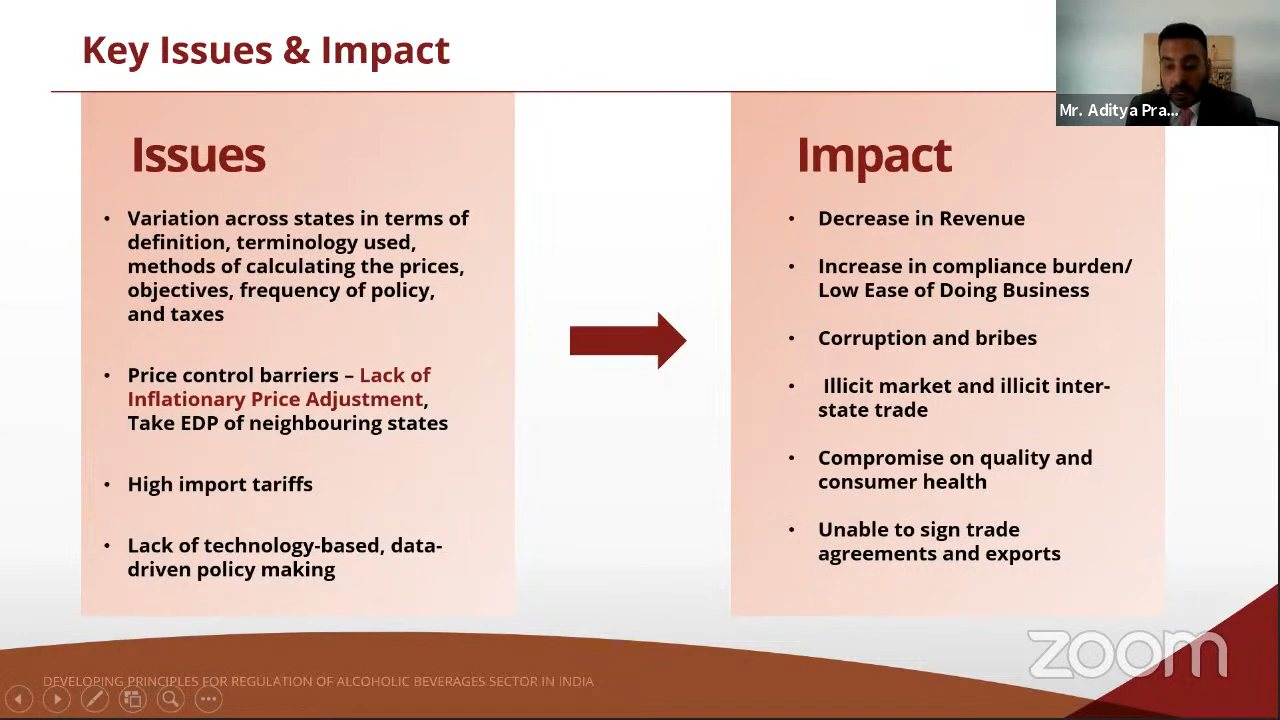 Key Issues & Impact
Mr. Aditya Pra...
Issues
• Variation across states in terms of
definition, terminology used,
methods of calculating the prices,
objectives, frequency of policy,
and taxes
• Price control barriers – Lack of
Inflationary Price Adjustment,
Take EDP of neighbouring states
• High import tariffs
• Lack of technology-based, data-
driven policy making
Impact
• Decrease in Revenue
• Increase in compliance burden/
Low Ease of Doing Business
• Corruption and bribes
• Illicit market and illicit inter-
state trade
• Compromise on quality and
consumer health
• Unable to sign trade
agreements and exports
zoom
DEVELOPING PRINCIPLES FOR REGULATION OF ALCOHOLIC BEVERAGES SECTOR IN INDIA